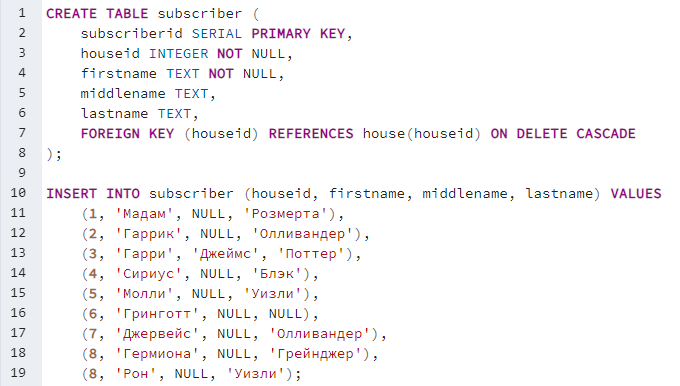 1 CREATE TABLE subscriber (
2     subscriberid SERIAL PRIMARY KEY,
3     houseid INTEGER NOT NULL,
4     firstname TEXT NOT NULL,
5     middlename TEXT,
6     lastname TEXT,
7     FOREIGN KEY (houseid) REFERENCES house(houseid) ON DELETE CASCADE
8 );
9
10 INSERT INTO subscriber (houseid, firstname, middlename, lastname) VALUES
11     (1, 'Мадам', NULL, 'Розмерта'),
12     (2, 'Гаррик', NULL, 'Олливандер'),
13     (3, 'Гарри', 'Джеймс', 'Поттер'),
14     (4, 'Сириус', NULL, 'Блэк'),
15     (5, 'Молли', NULL, 'Уизли'),
16     (6, 'Гринготт', NULL, NULL),
17     (7, 'Джервейс', NULL, 'Олливандер'),
18     (8, 'Гермиона', NULL, 'Грейнджер'),
19     (8, 'Рон', NULL, 'Уизли');